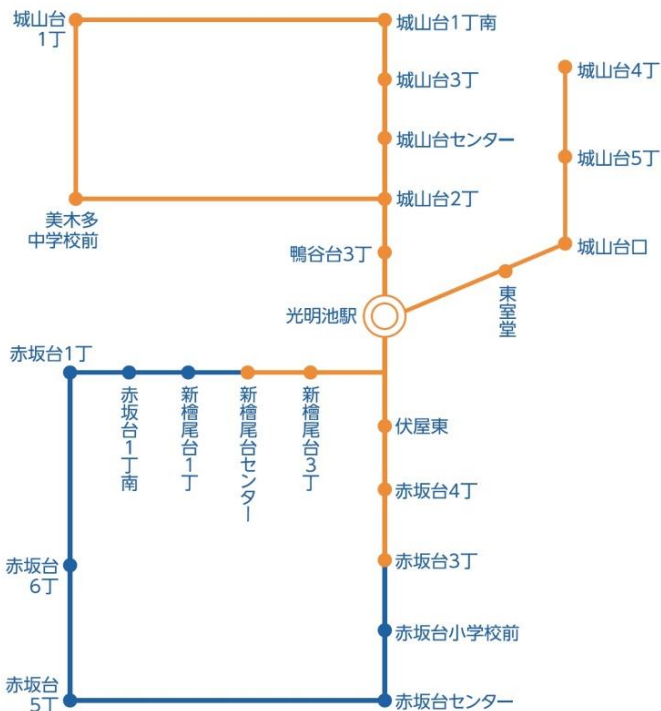 城山台
1丁
城山台1丁南
城山台3丁
城山台4丁
城山台センター
城山台5丁
城山台2丁
美木多
中学校前
鴨谷台3丁
城山台口
東室堂
光明池駅
赤坂台1丁
赤坂台1丁南
新檜尾台1丁
新檜尾台センター
新檜尾台3丁
伏屋東
赤坂台4丁
赤坂台3丁
赤坂台
6丁
赤坂台小学校前
赤坂台
5丁
赤坂台センター